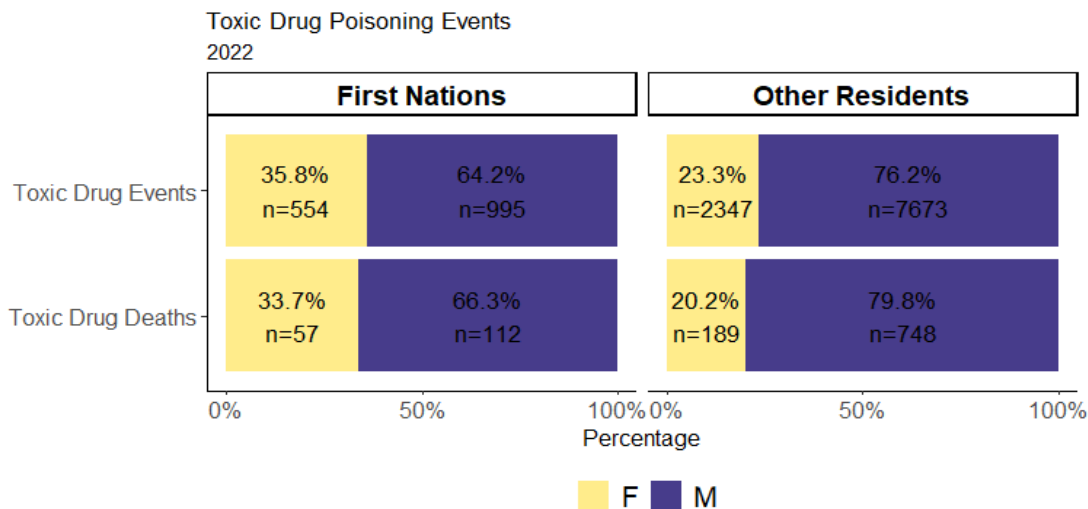 Toxic Drug Poisoning Events
2022
First Nations
Other Residents
Toxic Drug Events
35.8%
n=554
64.2%
n=995
23.3%
n=2347
76.2%
n=7673
Toxic Drug Deaths
33.7%
n=57
66.3%
n=112
20.2%
n=189
79.8%
n=748
0% 50% 100% 0% 50% 100%
Percentage
F M